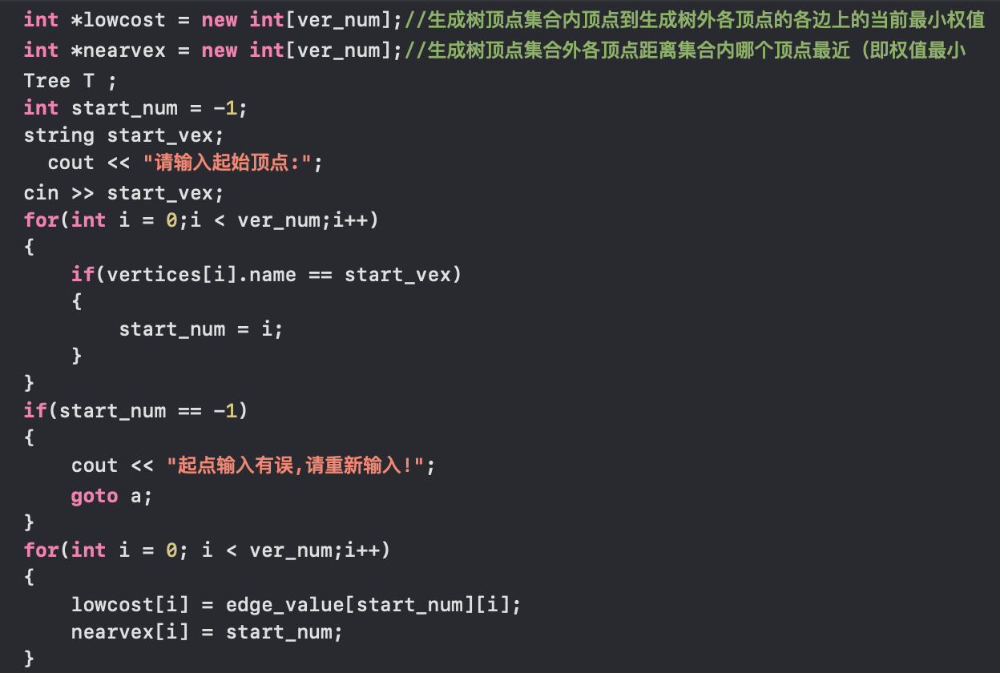 int *lowcost = new int[ver_num];//生成树顶点集合内顶点到生成树外各顶点的各边上的当前最小权值
int *nearvex = new int[ver_num];//生成树顶点集合外各顶点距离集合内哪个顶点最近（即权值最小
Tree T ;
int start_num = -1;
string start_vex;
  cout << "请输入起始顶点:";
cin >> start_vex;
for(int i = 0;i < ver_num;i++)
{
    if(vertices[i].name == start_vex)
    {
        start_num = i;
    }
}
if(start_num == -1)
{
    cout << "起点输入有误,请重新输入!";
    goto a;
}
for(int i = 0; i < ver_num;i++)
{
    lowcost[i] = edge_value[start_num][i];
    nearvex[i] = start_num;
}